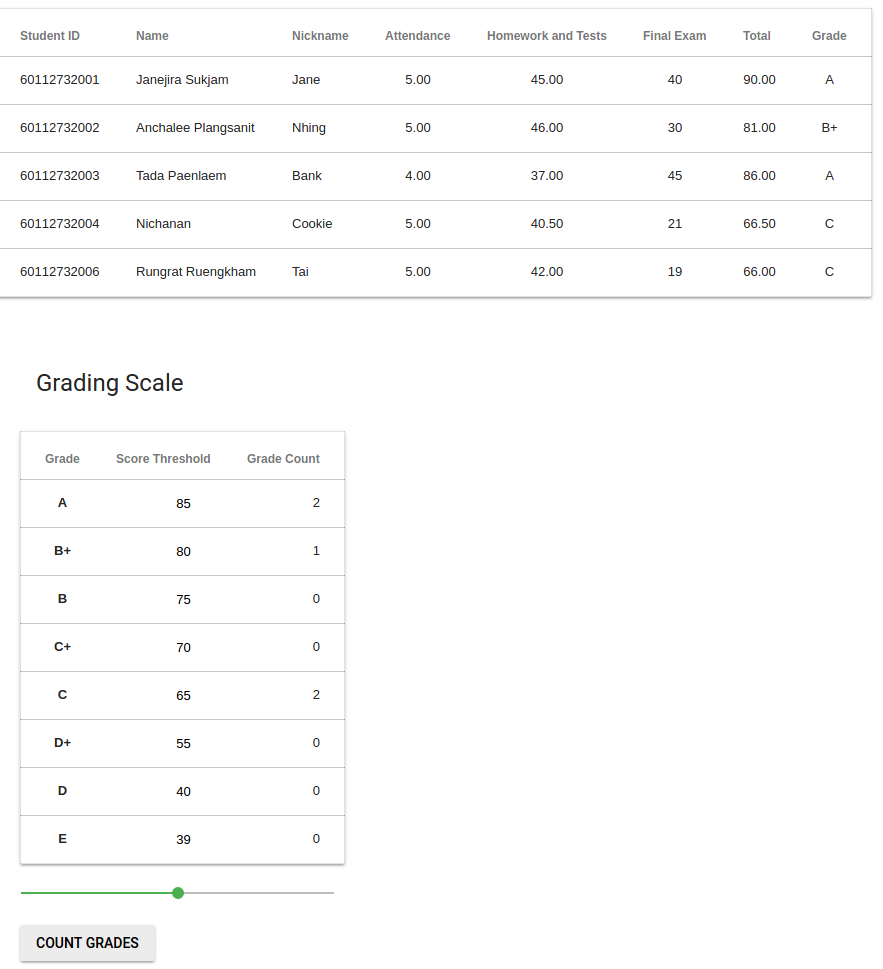 Student ID Name Nickname Attendance Homework and Tests Final Exam Total Grade
60112732001 Janejira Sukjam Jane 5.00 45.00 40 90.00 A
60112732002 Anchalee Plangsanit Nhing 5.00 46.00 30 81.00 B+
60112732003 Tada Paenlaem Bank 4.00 37.00 45 86.00 A
60112732004 Nichanan Cookie 5.00 40.50 21 66.50 C
60112732006 Rungrat Ruengkham Tai 5.00 42.00 19 66.00 C
Grading Scale
Grade Score Threshold Grade Count
A 85 2
B+ 80 1
B 75 0
C+ 70 0
C 65 2
D+ 55 0
D 40 0
E 39 0
COUNT GRADES